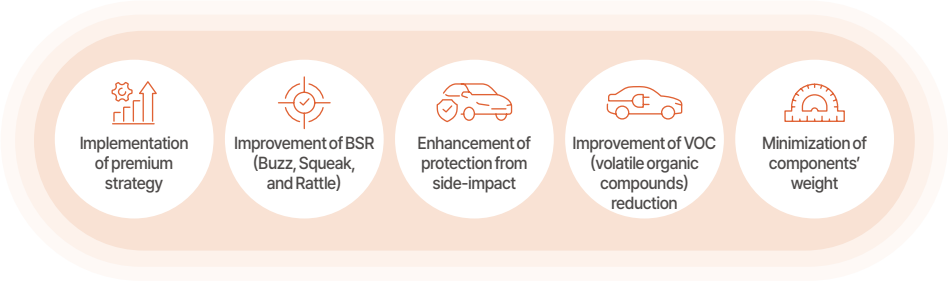 Implementation
of premium
strategy
Improvement of BSR
(Buzz, Squeak,
and Rattle)
Enhancement of
protection from
side-impact
Improvement of VOC
(volatile organic
compounds)
reduction
Minimization of
components’
weight